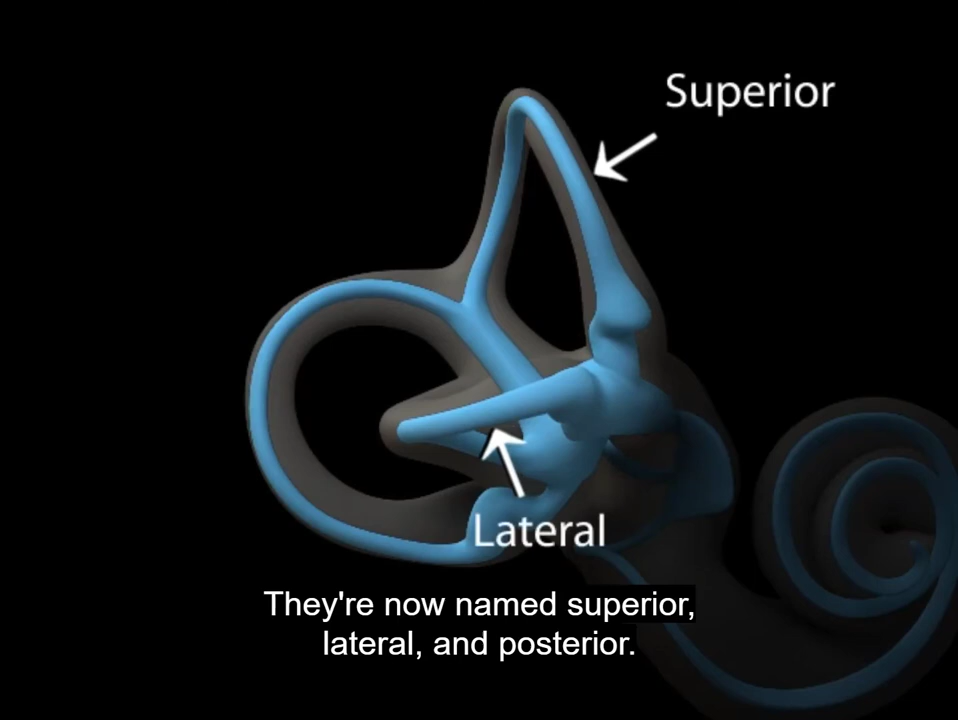 Superior
Lateral
They're now named superior,
lateral, and posterior.